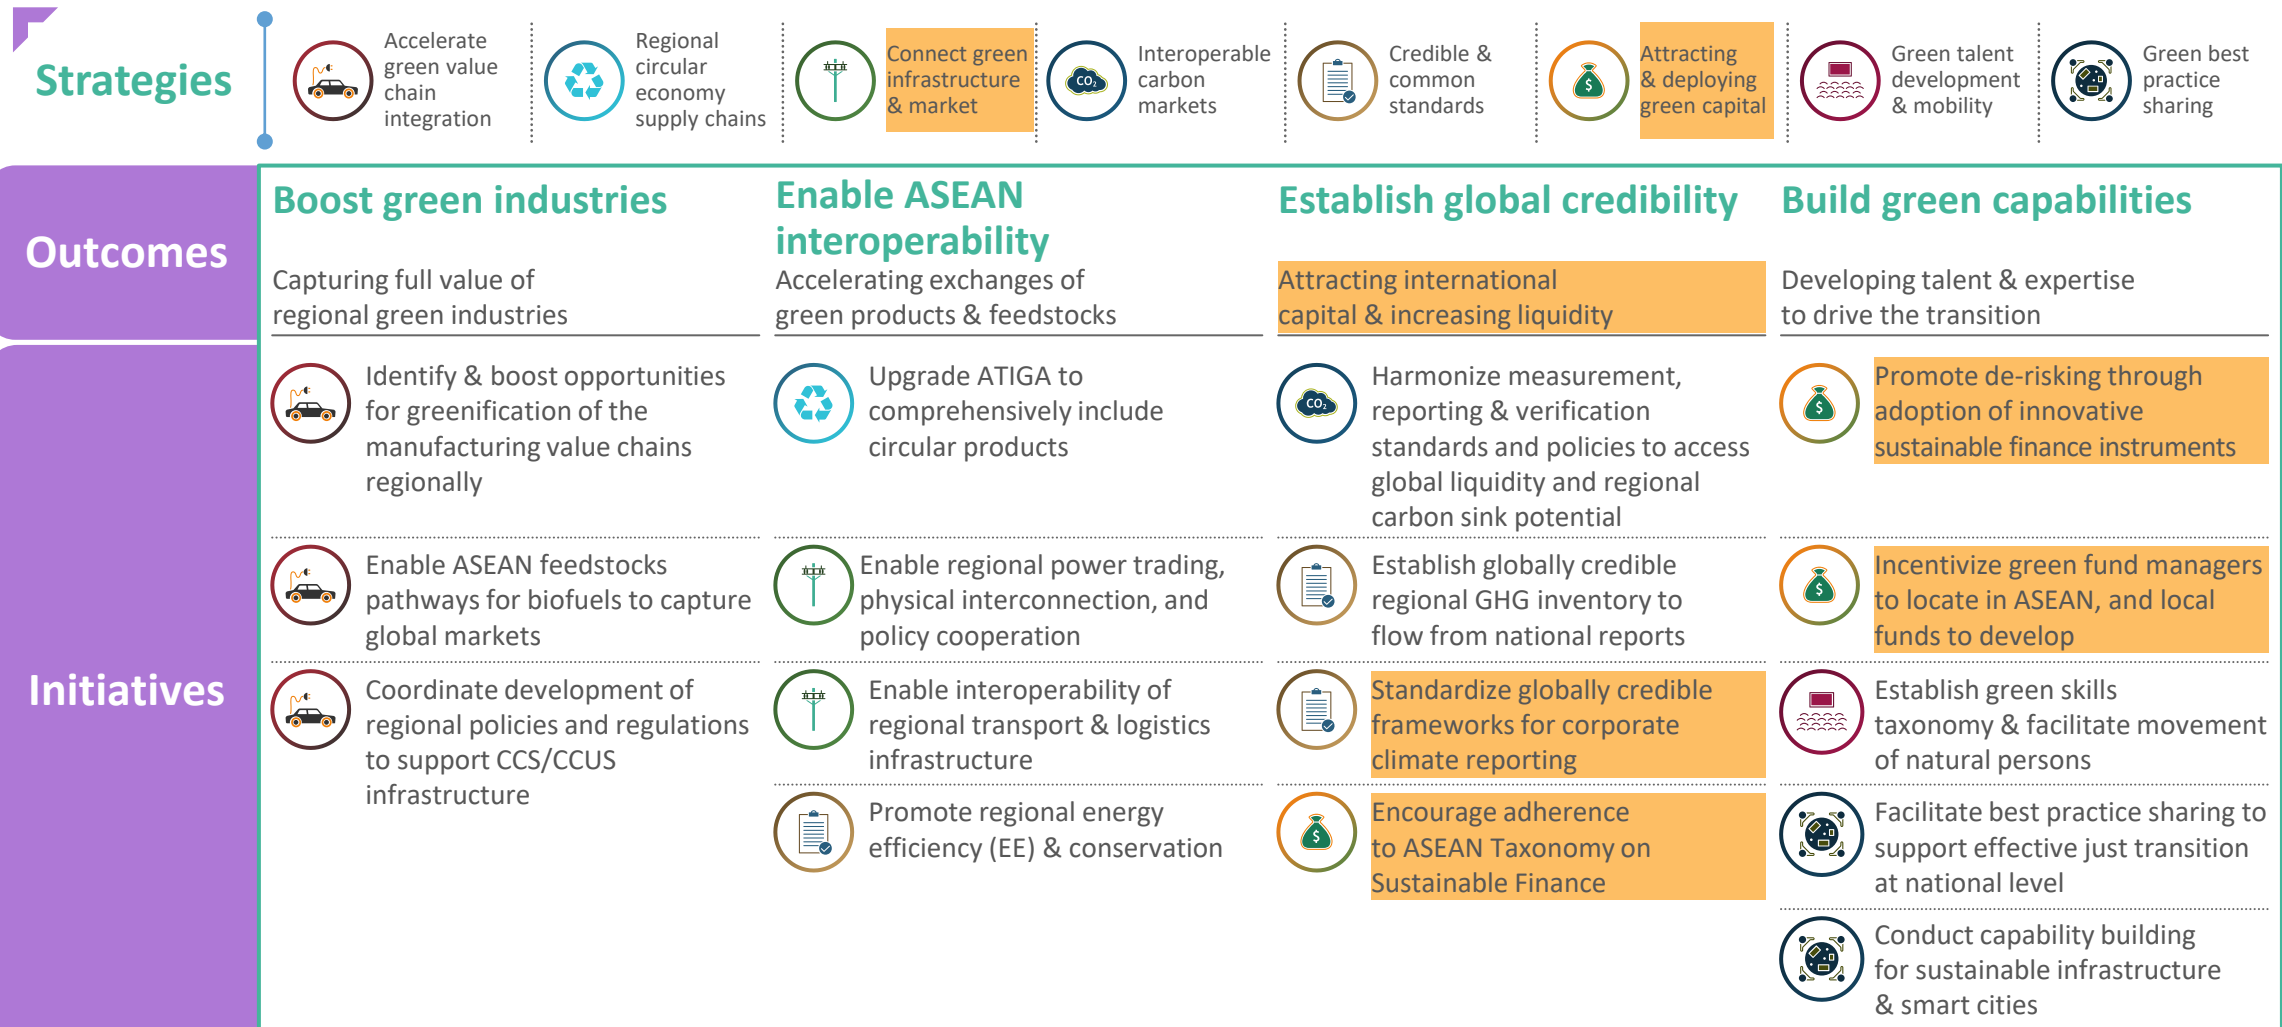 Strategies
Accelerate
green value
chain
integration
Regional
circular
economy
supply chains
Connect green
infrastructure
& market
CO₂
Interoperable
carbon
markets
Credible &
common
standards
$
Attracting
& deploying
green capital
Green talent
development
& mobility
Green best
practice
sharing
Outcomes
Boost green industries
Capturing full value of
regional green industries
Enable ASEAN
interoperability
Accelerating exchanges of
green products & feedstocks
Establish global credibility
Attracting international
capital & increasing liquidity
Build green capabilities
Developing talent & expertise
to drive the transition
Initiatives
Identify & boost opportunities
for greenification of the
manufacturing value chains
regionally
Enable ASEAN feedstocks
pathways for biofuels to capture
global markets
Coordinate development of
regional policies and regulations
to support CCS/CCUS
infrastructure
Upgrade ATIGA to
comprehensively include
circular products
Enable regional power trading,
physical interconnection, and
policy cooperation
Enable interoperability of
regional transport & logistics
infrastructure
Promote regional energy
efficiency (EE) & conservation
CO₂
Harmonize measurement,
reporting & verification
standards and policies to access
global liquidity and regional
carbon sink potential
Establish globally credible
regional GHG inventory to
flow from national reports
Standardize globally credible
frameworks for corporate
climate reporting
$
Encourage adherence
to ASEAN Taxonomy on
Sustainable Finance
$
Promote de-risking through
adoption of innovative
sustainable finance instruments
$
Incentivize green fund managers
to locate in ASEAN, and local
funds to develop
Establish green skills
taxonomy & facilitate movement
of natural persons
Facilitate best practice sharing to
support effective just transition
at national level
Conduct capability building
for sustainable infrastructure
& smart cities